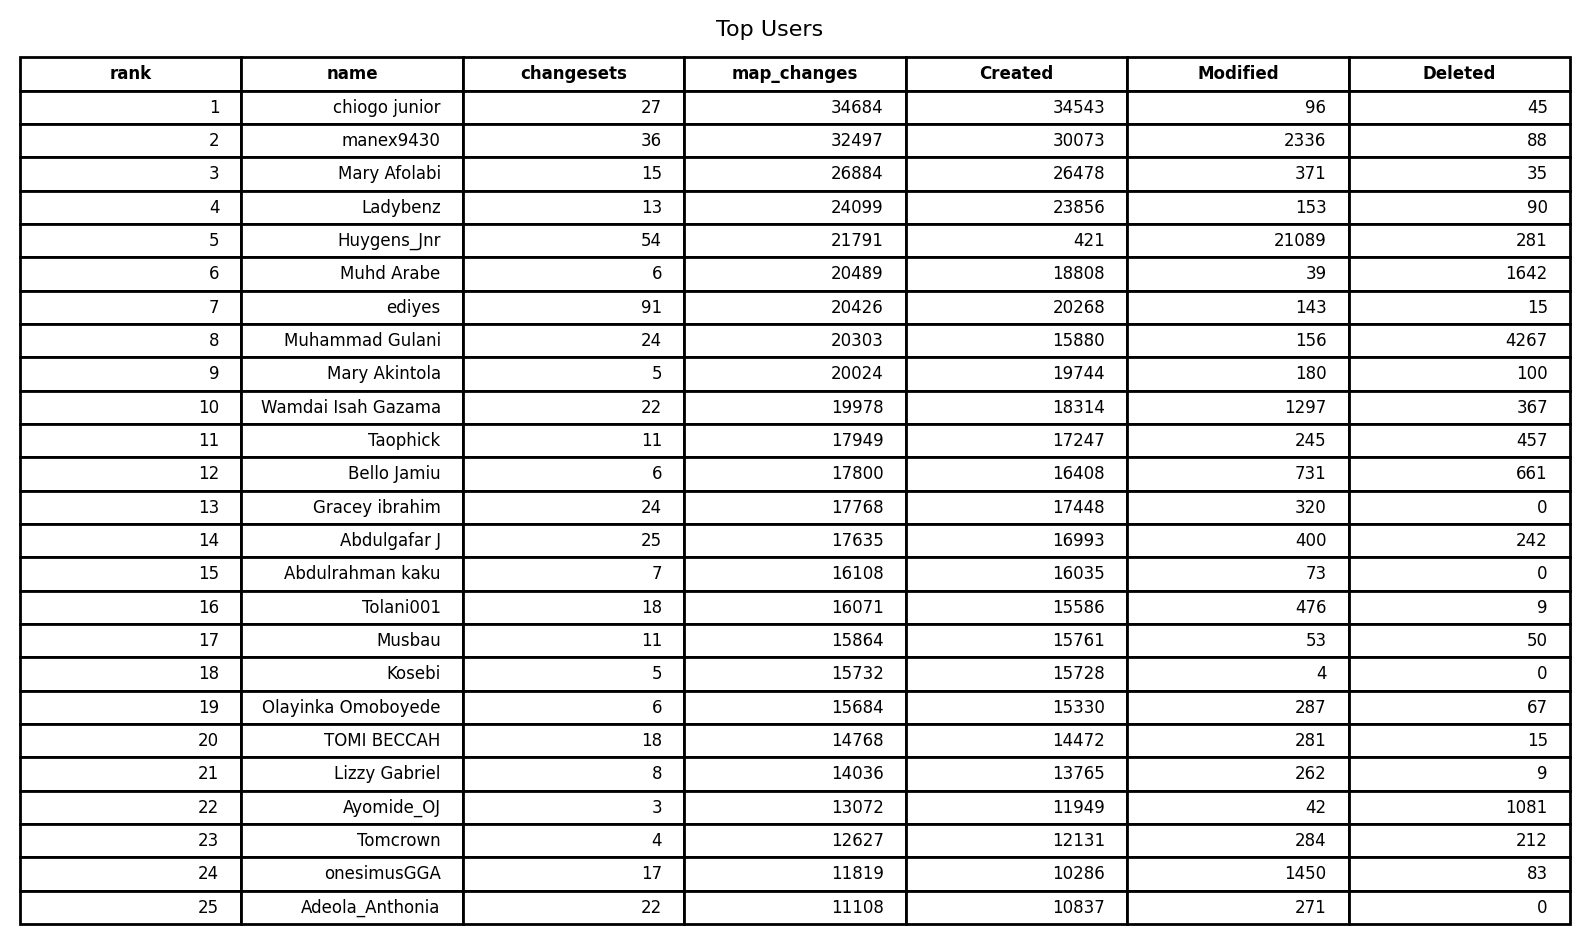 Top Users
rank name changesets map_changes Created Modified Deleted
1 chiogo junior 27 34684 34543 96 45
2 manex9430 36 32497 30073 2336 88
3 Mary Afolabi 15 26884 26478 371 35
4 Ladybenz 13 24099 23856 153 90
5 Huygens_Jnr 54 21791 421 21089 281
6 Muhd Arabe 6 20489 18808 39 1642
7 ediyes 91 20426 20268 143 15
8 Muhammad Gulani 24 20303 15880 156 4267
9 Mary Akintola 5 20024 19744 180 100
10 Wamdai Isah Gazama 22 19978 18314 1297 367
11 Taophick 11 17949 17247 245 457
12 Bello Jamiu 6 17800 16408 731 661
13 Gracey ibrahim 24 17768 17448 320 0
14 Abdulgafar J 25 17635 16993 400 242
15 Abdulrahman kaku 7 16108 16035 73 0
16 Tolani001 18 16071 15586 476 9
17 Musbau 11 15864 15761 53 50
18 Kosebi 5 15732 15728 4 0
19 Olayinka Omoboyede 6 15684 15330 287 67
20 TOMI BECCAH 18 14768 14472 281 15
21 Lizzy Gabriel 8 14036 13765 262 9
22 Ayomide_OJ 3 13072 11949 42 1081
23 Tomcrown 4 12627 12131 284 212
24 onesimusGGA 17 11819 10286 1450 83
25 Adeola_Anthonia 22 11108 10837 271 0